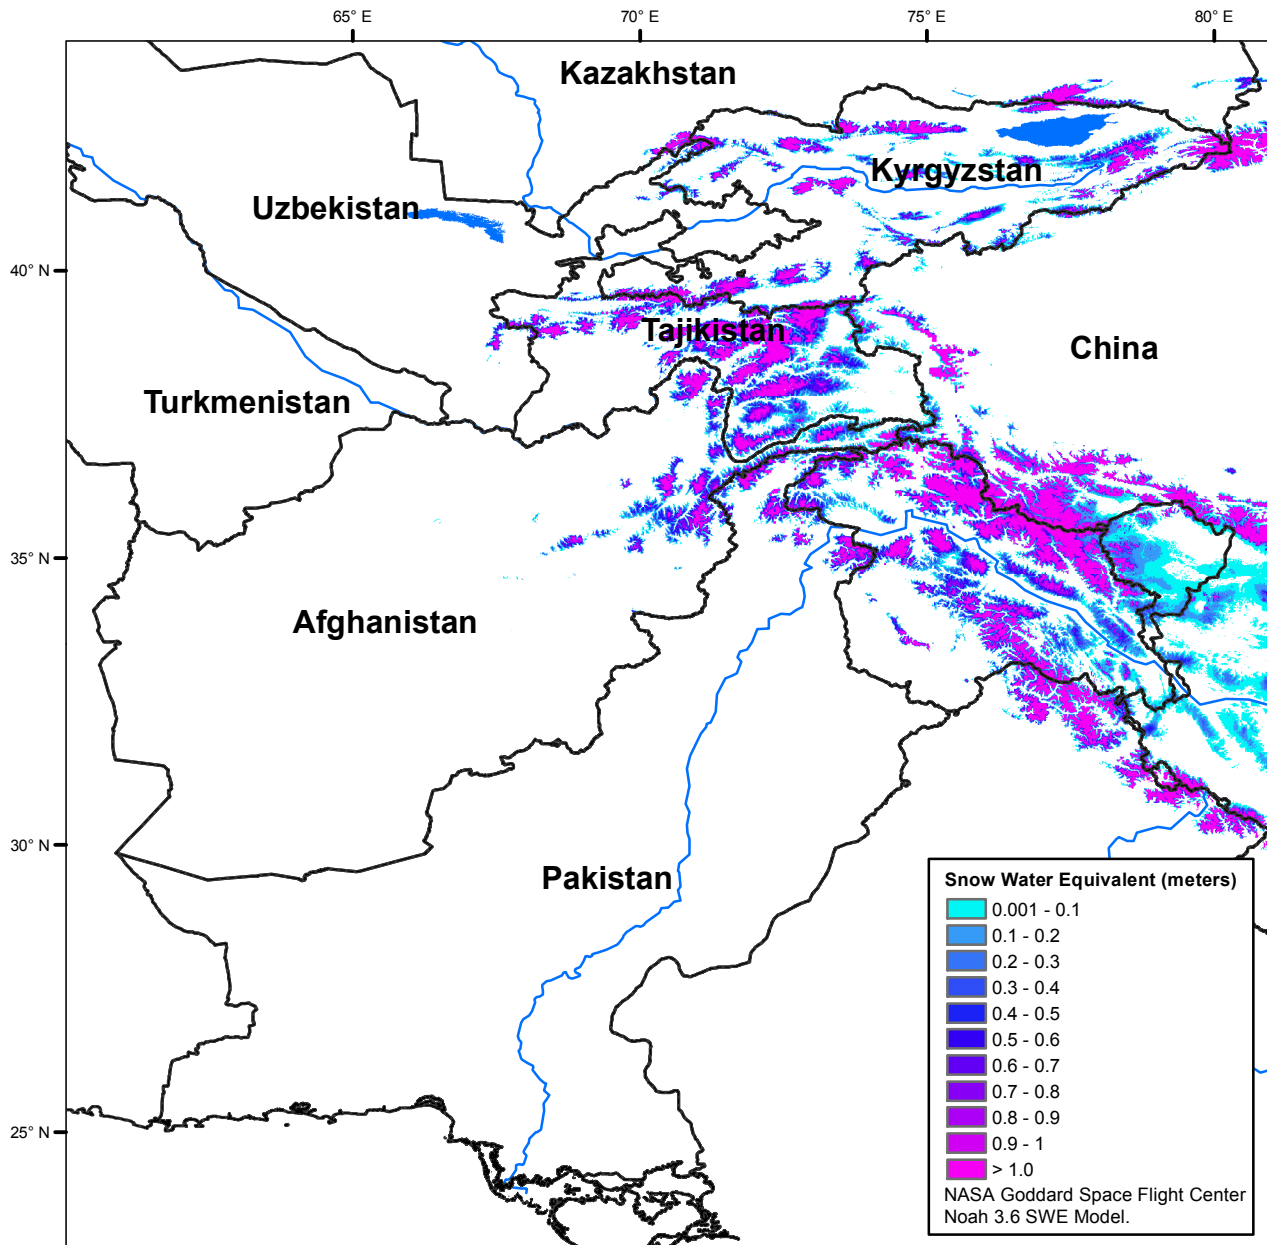 65° E
70° E
75° E
80° E
Kazakhstan
Kyrgyzstan
Uzbekistan
40° N
Tajikistan
China
Turkmenistan
35° N
Afghanistan
30° N
Pakistan
25° N
Snow Water Equivalent (meters)
0.001 - 0.1
0.1 - 0.2
0.2 - 0.3
0.3 - 0.4
0.4 - 0.5
0.5 - 0.6
0.6 - 0.7
0.7 - 0.8
0.8 - 0.9
0.9 - 1
> 1.0
NASA Goddard Space Flight Center
Noah 3.6 SWE Model.